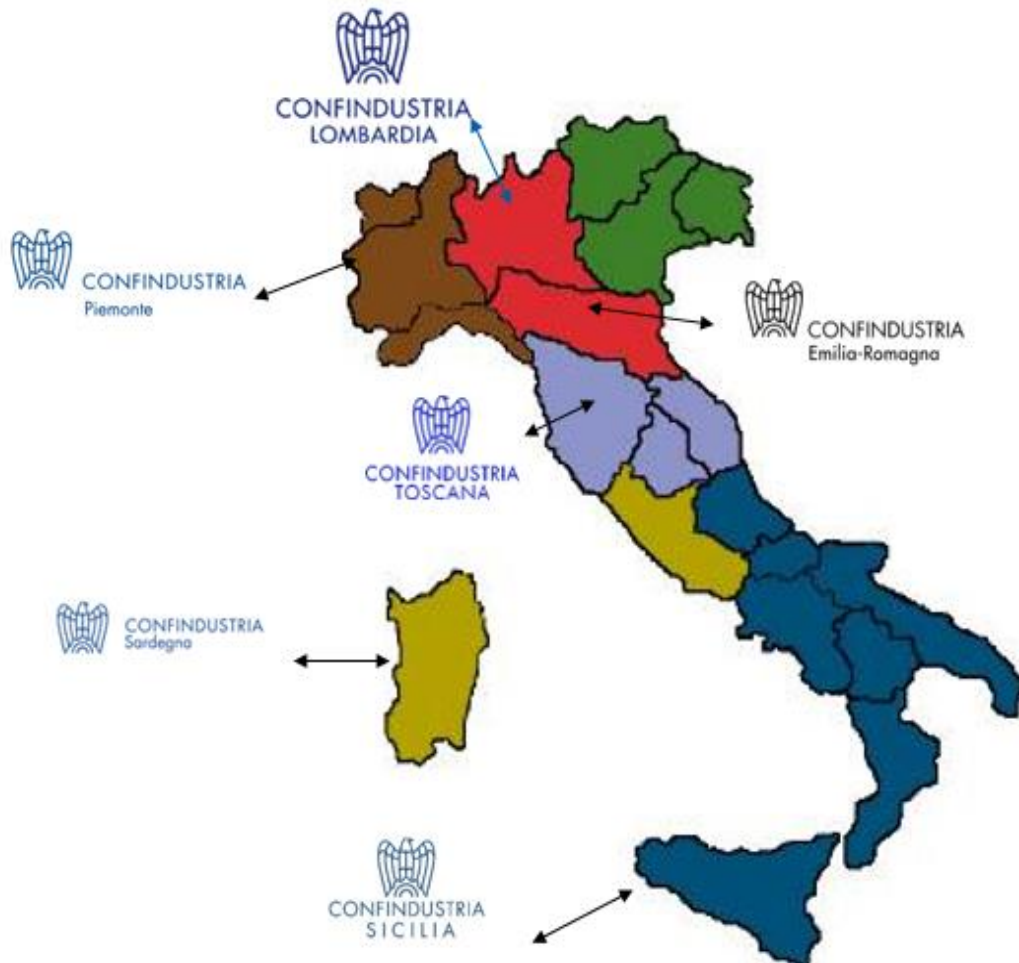 CONFINDUSTRIA
LOMBARDIA
CONFINDUSTRIA
Piemonte
CONFINDUSTRIA
Emilia-Romagna
CONFINDUSTRIA
TOSCANA
CONFINDUSTRIA
Sardegna
CONFINDUSTRIA
SICILIA